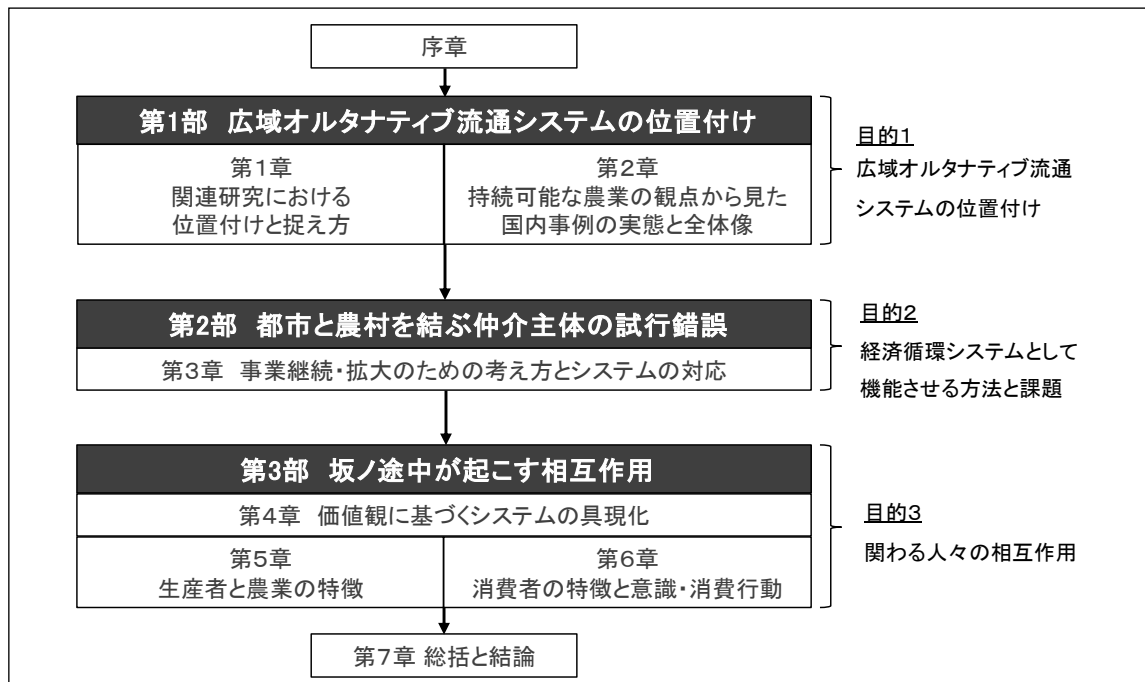 序章
第1部 広域オルタナティブ流通システムの位置付け
第1章
関連研究における
位置付けと捉え方
第2章
持続可能な農業の観点から見た
国内事例の実態と全体像
目的1
広域オルタナティブ流通
システムの位置付け
第2部 都市と農村を結ぶ仲介主体の試行錯誤
第3章 事業継続・拡大のための考え方とシステムの対応
目的2
経済循環システムとして
機能させる方法と課題
第3部 坂ノ途中が起こす相互作用
第4章 価値観に基づくシステムの具現化
第5章
生産者と農業の特徴
第6章
消費者の特徴と意識・消費行動
目的3
関わる人々の相互作用
第7章 総括と結論